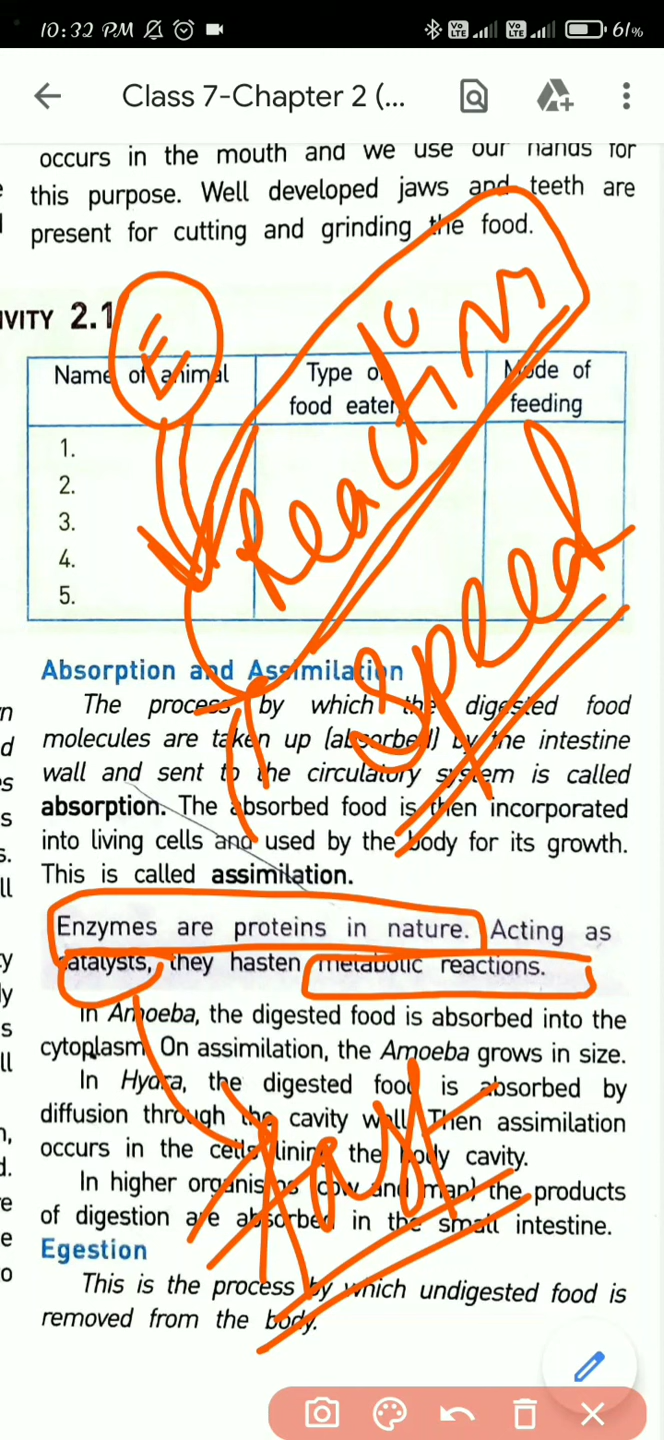 10:32 PM Vo LTE Vo LTE 61%
Class 7-Chapter 2 (...
occurs in the mouth and we use our hands for
this purpose. Well developed jaws and teeth are
present for cutting and grinding the food.
IVITY 2.1
E
Name of animal Type of food eaten Mode of feeding
1.
2.
3.
4.
5.
Reaction
Speed
Absorption and Assimilation
The process by which the digested food
molecules are taken up (absorbed) by the intestine
wall and sent to the circulatory system is called
absorption. The absorbed food is then incorporated
into living cells and used by the body for its growth.
This is called assimilation.
Enzymes are proteins in nature. Acting as
catalysts, they hasten metabolic reactions.
In Amoeba, the digested food is absorbed into the
cytoplasm. On assimilation, the Amoeba grows in size.
In Hydra, the digested food is absorbed by
diffusion through the cavity wall. Then assimilation
occurs in the cells lining the body cavity.
In higher organisms (cow and man) the products
of digestion are absorbed in the small intestine.
fast
Egestion
This is the process by which undigested food is
removed from the body.